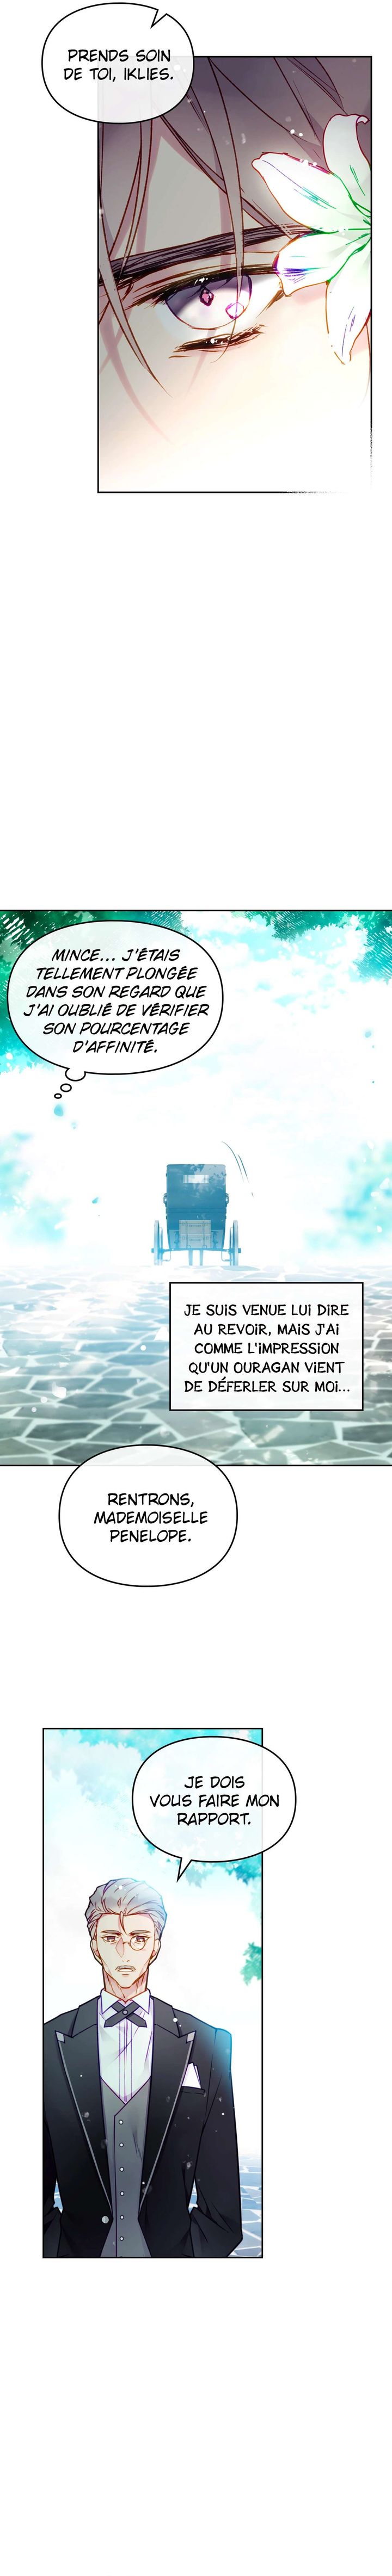 PRENDS SOIN
DE TOI, IKLIES.
MINCE... J'ÉTAIS
TELLEMENT PLONGÉE
DANS SON REGARD QUE
J'AI OUBLIÉ DE VÉRIFIER
SON POURCENTAGE
D'AFFINITÉ.
JE SUIS VENUE LUI DIRE
AU REVOIR, MAIS J'AI
COMME L'IMPRESSION
QU'UN OURAGAN VIENT
DE DÉFERLER SUR MOI...
RENTRONS,
MADEMOISELLE
PENELOPE.
JE DOIS
VOUS FAIRE MON
RAPPORT.